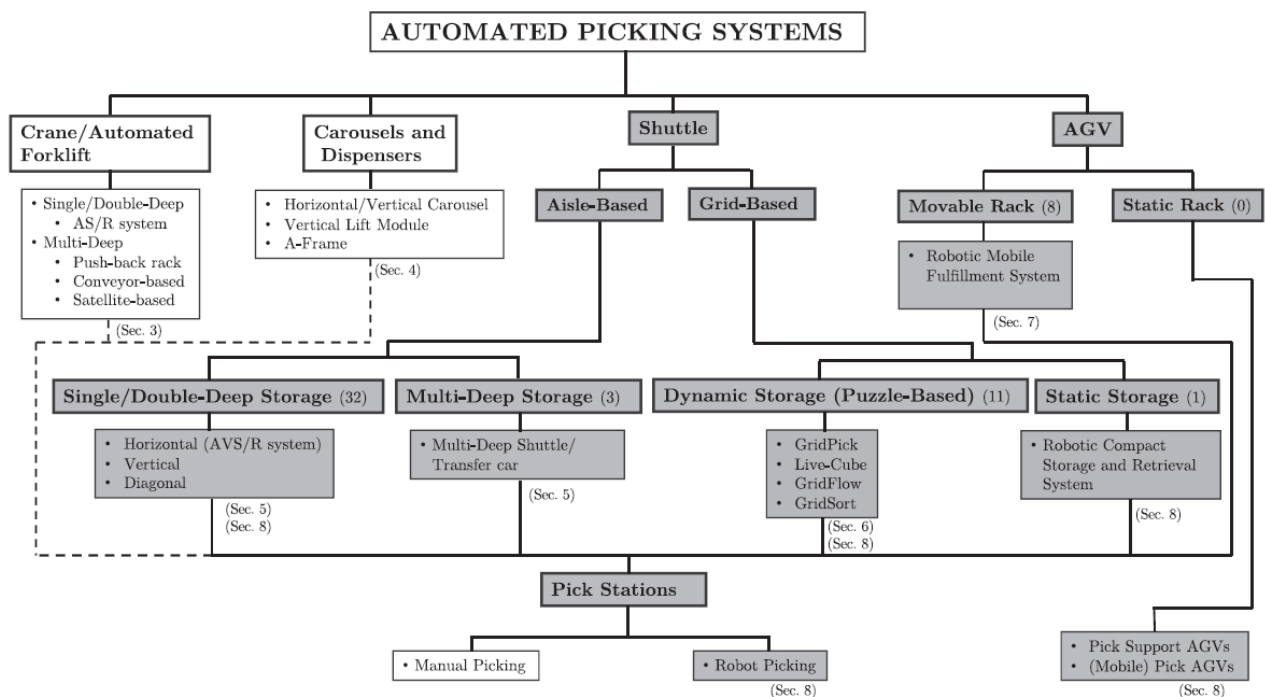 AUTOMATED PICKING SYSTEMS
Crane/Automated
Forklift
• Single/Double-Deep
• AS/R system
• Multi-Deep
• Push-back rack
• Conveyor-based
• Satellite-based
(Sec. 3)
Carousels and
Dispensers
• Horizontal/Vertical Carousel
• Vertical Lift Module
• A-Frame
(Sec. 4)
Shuttle
Aisle-Based
Grid-Based
AGV
Movable Rack (8)
• Robotic Mobile
Fulfillment System
(Sec. 7)
Static Rack (0)
Single/Double-Deep Storage (32)
• Horizontal (AVS/R system)
• Vertical
• Diagonal
(Sec. 5)
(Sec. 8)
Multi-Deep Storage (3)
• Multi-Deep Shuttle/
Transfer car
(Sec. 5)
Dynamic Storage (Puzzle-Based) (11)
• GridPick
• Live-Cube
• GridFlow
• GridSort
(Sec. 6)
(Sec. 8)
Static Storage (1)
• Robotic Compact
Storage and Retrieval
System
(Sec. 8)
Pick Stations
• Manual Picking
• Robot Picking
(Sec. 8)
• Pick Support AGVs
• (Mobile) Pick AGVs
(Sec. 8)